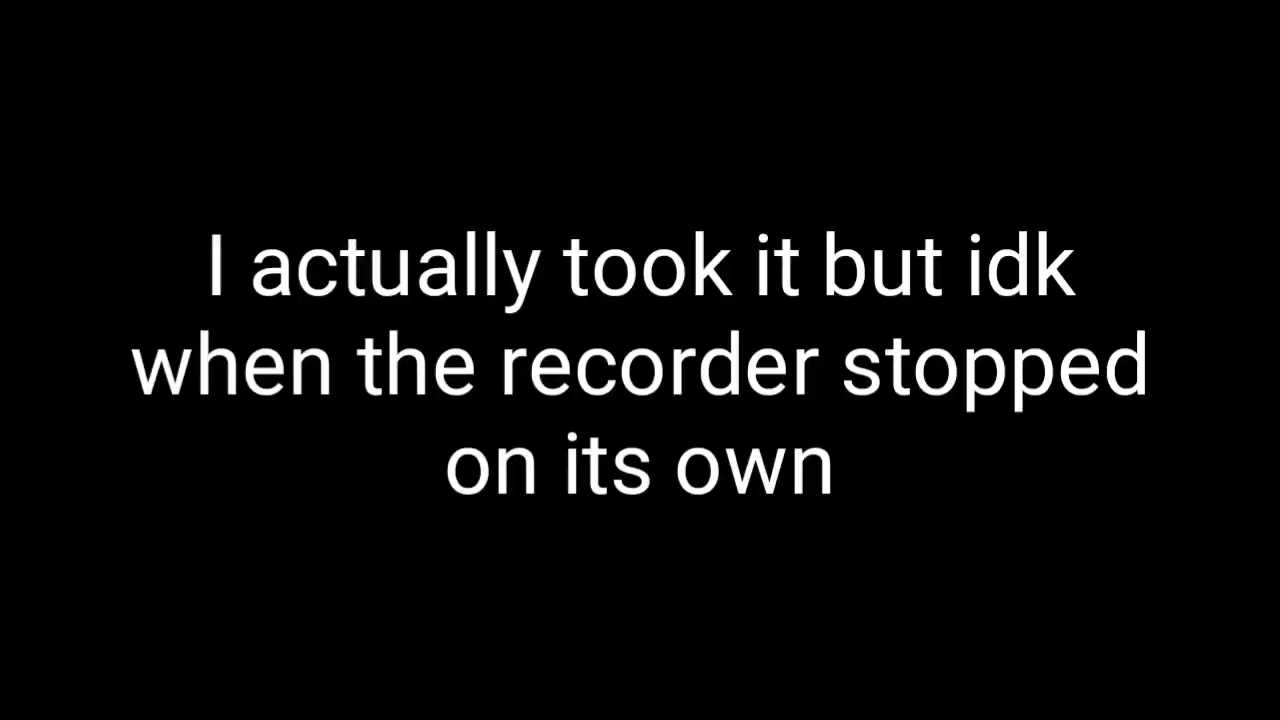 I actually took it but idk
when the recorder stopped
on its own